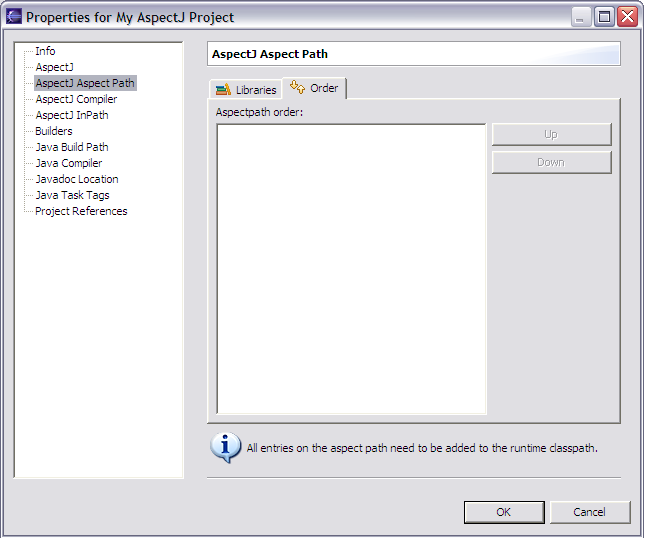 Properties for My AspectJ Project
Info
AspectJ
AspectJ Aspect Path
AspectJ Compiler
AspectJ InPath
Builders
Java Build Path
Java Compiler
Javadoc Location
Java Task Tags
Project References
AspectJ Aspect Path
Libraries
Order
Aspectpath order:
Up
Down
All entries on the aspect path need to be added to the runtime classpath.
OK
Cancel